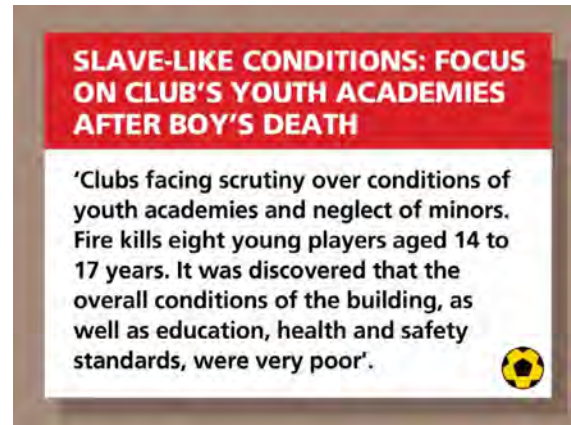 SLAVE-LIKE CONDITIONS: FOCUS
ON CLUB'S YOUTH ACADEMIES
AFTER BOY'S DEATH
‘Clubs facing scrutiny over conditions of
youth academies and neglect of minors.
Fire kills eight young players aged 14 to
17 years. It was discovered that the
overall conditions of the building, as
well as education, health and safety
standards, were very poor’.